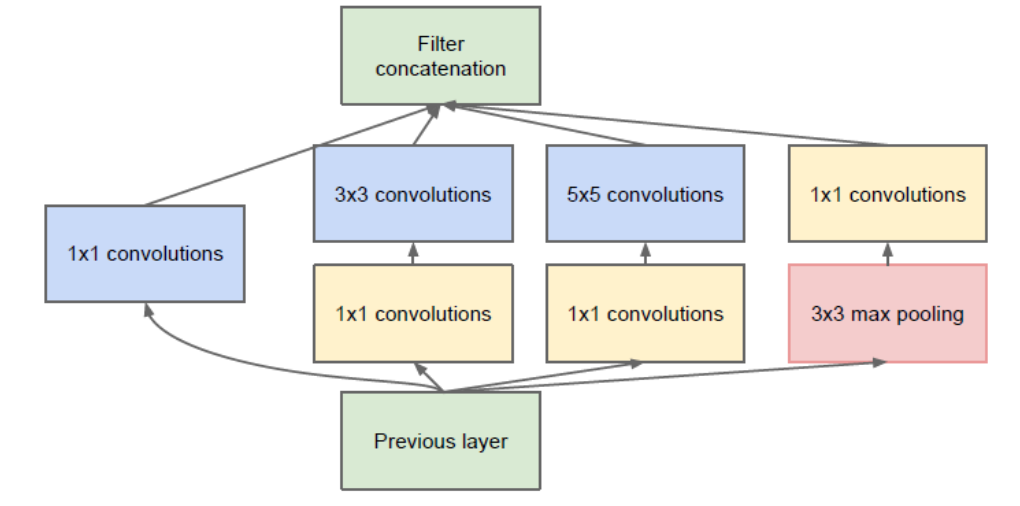 Filter
concatenation
3x3 convolutions
5x5 convolutions
1x1 convolutions
1x1 convolutions
1x1 convolutions
1x1 convolutions
3x3 max pooling
Previous layer